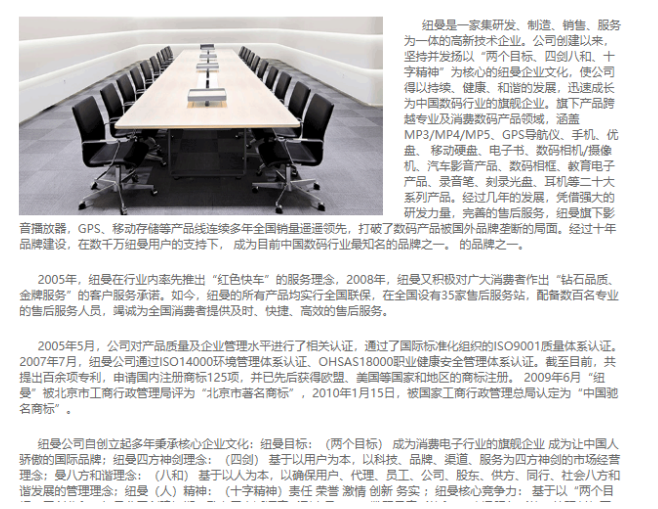 纽曼是一家集研发、制造、销售、服务
为一体的高新技术企业。公司创建以来，
坚持并发扬以“两个目标、四剑八和、十
字精神”为核心的纽曼企业文化，使公司
得以持续、健康、和谐的发展，迅速成长
为中国数码行业的旗舰企业。旗下产品跨
越专业及消费数码产品领域，涵盖
MP3/MP4/MP5、GPS导航仪、手机、优
盘、 移动硬盘、电子书、数码相机/摄像
机、汽车影音产品、数码相框、教育电子
产品、录音笔、刻录光盘、耳机等二十大
系列产品。经过几年的发展，凭借强大的
研发力量，完善的售后服务，纽曼旗下影
音播放器，GPS、移动存储等产品线连续多年全国销量遥遥领先，打破了数码产品被国外品牌垄断的局面。经过十年
品牌建设，在数千万纽曼用户的支持下， 成为目前中国数码行业最知名的品牌之一。 的品牌之一。
2005年，纽曼在行业内率先推出“红色快车”的服务理念，2008年，纽曼又积极对广大消费者作出“钻石品质、
金牌服务”的客户服务承诺。如今，纽曼的所有产品均实行全国联保，在全国设有35家售后服务站，配备数百名专业
的售后服务人员，竭诚为全国消费者提供及时、快捷、高效的售后服务。
2005年5月，公司对产品质量及企业管理水平进行了相关认证，通过了国际标准化组织的ISO9001质量体系认证。
2007年7月，纽曼公司通过ISO14000环境管理体系认证、OHSAS18000职业健康安全管理体系认证。截至目前，共
提出百余项专利，申请国内注册商标125项，并已先后获得欧盟、美国等国家和地区的商标注册。 2009年6月“纽
曼”被北京市工商行政管理局评为“北京市著名商标”，2010年1月15日，被国家工商行政管理总局认定为“中国驰
名商标”。
纽曼公司自创立起多年秉承核心企业文化：纽曼目标：（两个目标） 成为消费电子行业的旗舰企业 成为让中国人
骄傲的国际品牌；纽曼四方神剑理念：（四剑） 基于以用户为本，以科技、品牌、渠道、服务为四方神剑的市场经营
理念；曼八方和谐理念：（八和） 基于以人为本，以确保用户、代理、员工、公司、股东、供方、同行、社会八方和
谐发展的管理理念；纽曼（人）精神：（十字精神）责任 荣誉 激情 创新 务实 ；纽曼核心竞争力： 基于以“两个目